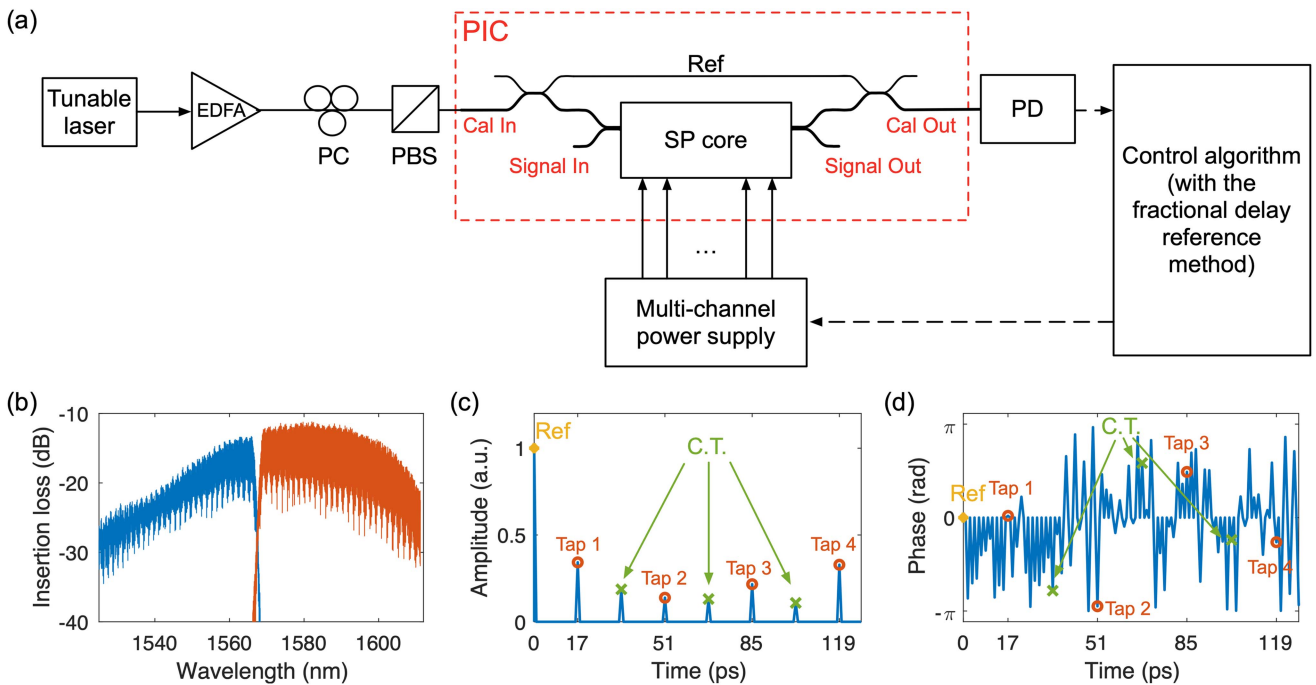 (a)
PIC
Ref
Tunable
laser
EDFA
PC
PBS
Cal In
Signal In
SP core
Cal Out
Signal Out
PD
Control algorithm
(with the
fractional delay
reference
method)
...
Multi-channel
power supply
(b)
Insertion loss (dB)
-10
-20
-30
-40
1540
1560
1580
1600
Wavelength (nm)
(c)
Amplitude (a.u.)
1
0.5
0
Ref
C.T.
Tap 1
Tap 2
Tap 3
Tap 4
0
17
51
85
119
Time (ps)
(d)
Phase (rad)
π
0
-π
Ref
Tap 1
C.T.
Tap 3
Tap 2
Tap 4
0
17
51
85
119
Time (ps)